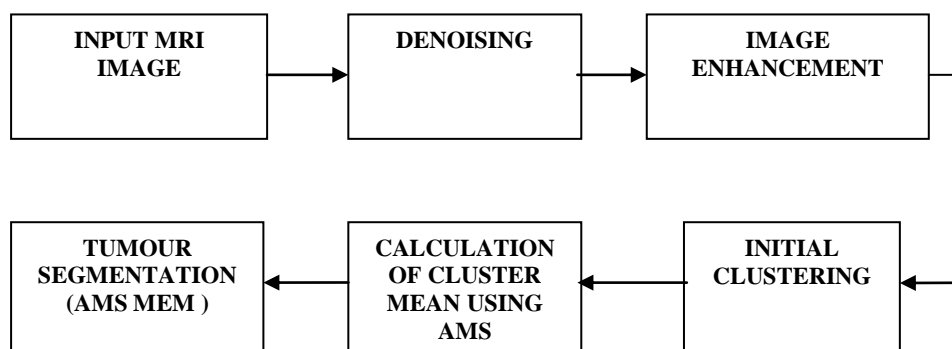 INPUT MRI
IMAGE
DENOISING
IMAGE
ENHANCEMENT
TUMOUR
SEGMENTATION
(AMS MEM )
CALCULATION
OF CLUSTER
MEAN USING
AMS
INITIAL
CLUSTERING